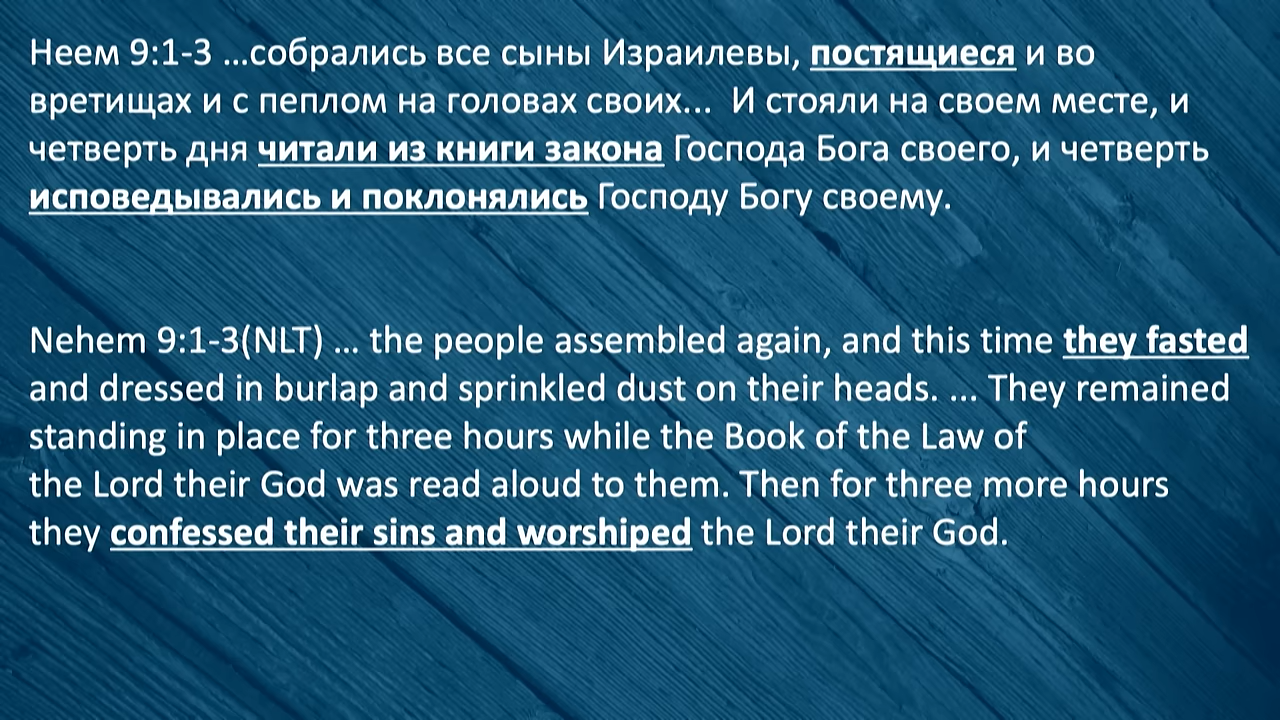 Неем 9:1-3 …собрались все сыны Израилевы, постящиеся и во
вретищах и с пеплом на головах своих...  И стояли на своем месте, и
четверть дня читали из книги закона Господа Бога своего, и четверть
исповедывались и поклонялись Господу Богу своему.
Nehem 9:1-3(NLT) … the people assembled again, and this time they fasted
and dressed in burlap and sprinkled dust on their heads. ... They remained
standing in place for three hours while the Book of the Law of
the Lord their God was read aloud to them. Then for three more hours
they confessed their sins and worshiped the Lord their God.